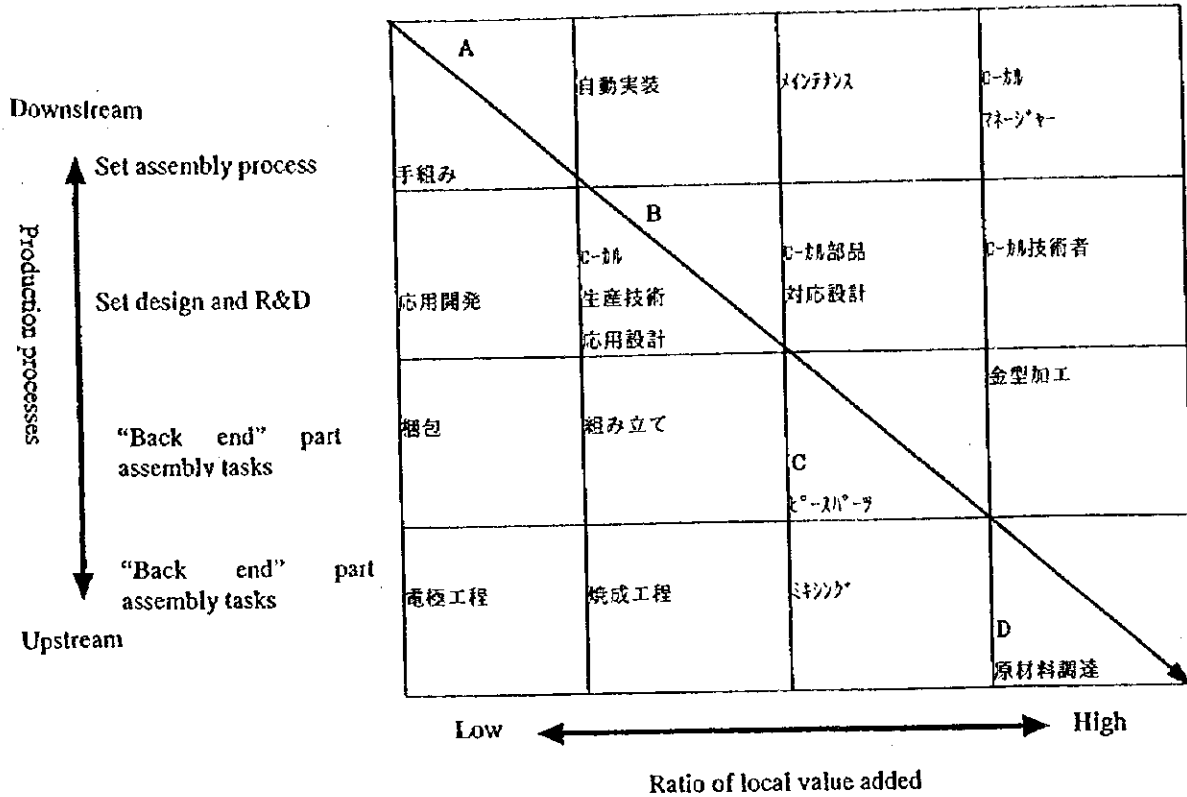 A
自動実装
メインテナンス
ローカル
マネージャー
Downstream
Set assembly process
手組み
B
ローカル
生産技術
応用設計
ローカル部品
対応設計
ローカル技術者
Set design and R&D
応用開発
Production processes
金型加工
"Back end" part
assembly tasks
梱包
組み立て
C
ピースパーツ
"Back end" part
assembly tasks
電極工程
焼成工程
ミキシング
D
原材料調達
Upstream
Low
High
Ratio of local value added